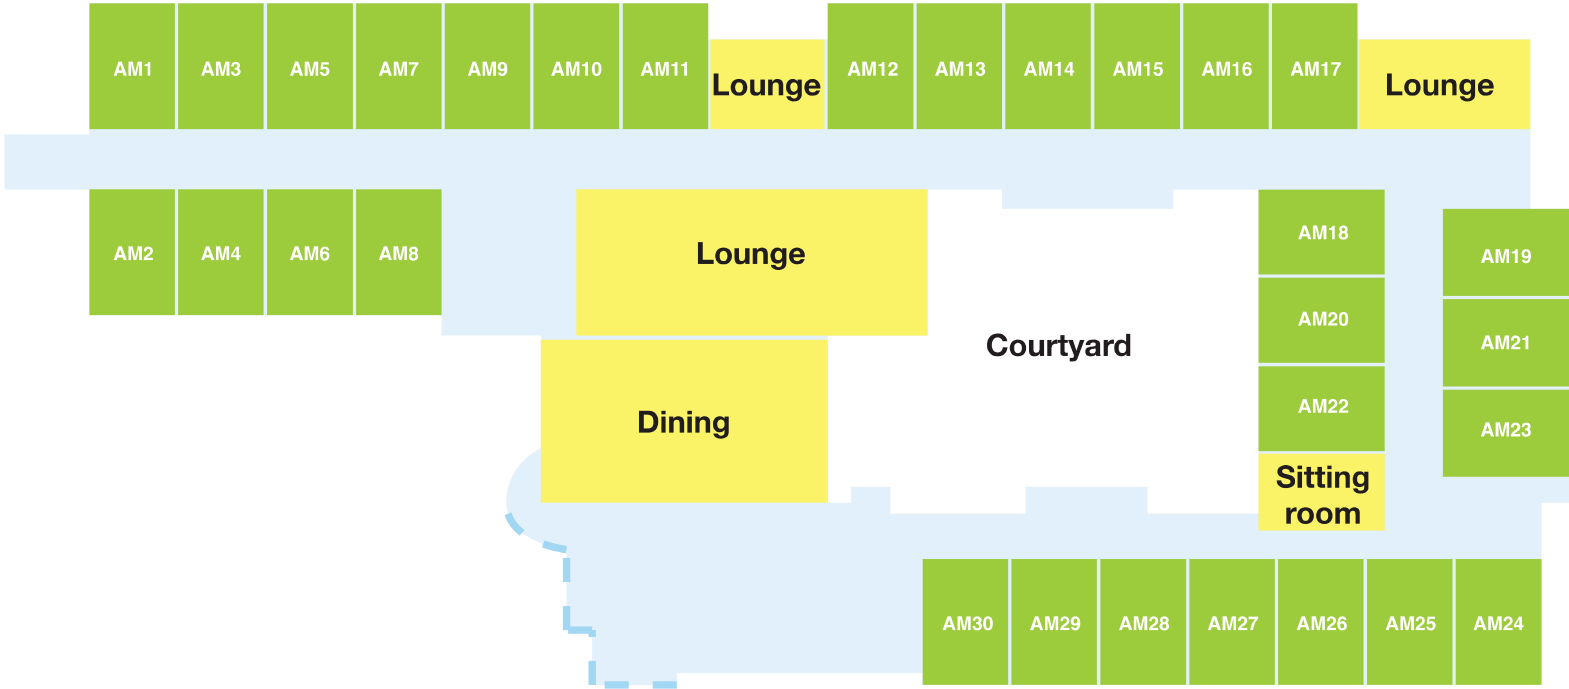 AM1
AM3
AM5
AM7
AM9
AM10
AM11
Lounge
AM12
AM13
AM14
AM15
AM16
AM17
Lounge
AM2
AM4
AM6
AM8
Lounge
Courtyard
AM18
AM19
AM20
AM21
AM22
AM23
Dining
Sitting
room
AM30
AM29
AM28
AM27
AM26
AM25
AM24